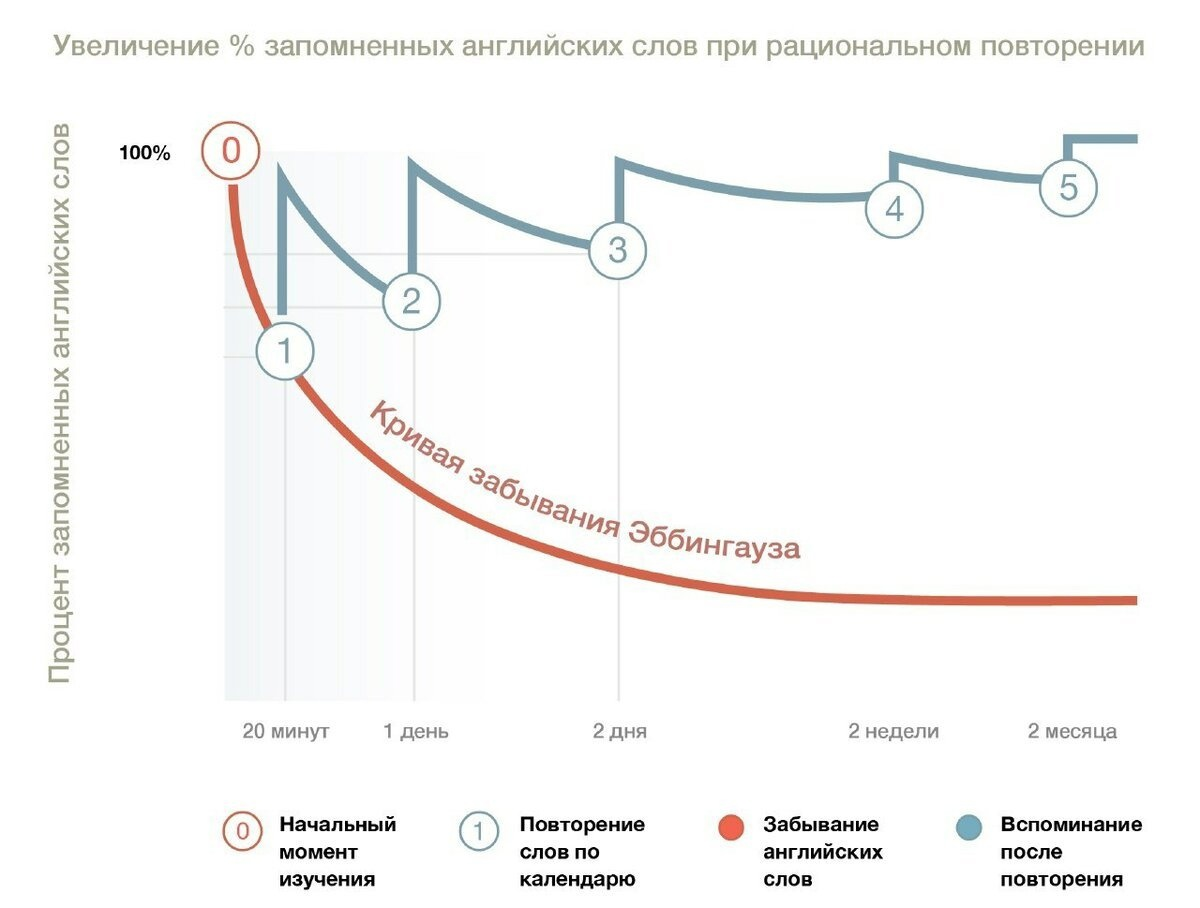 Увеличение % запомненных английских слов при рациональном повторении
Процент запомненных английских слов
100%
0
1
2
3
4
5
Кривая забывания Эббингауза
20 минут
1 день
2 дня
2 недели
2 месяца
0
Начальный
момент
изучения
1
Повторение
слов по
календарю
Забывание
английских
слов
Вспоминание
после
повторения